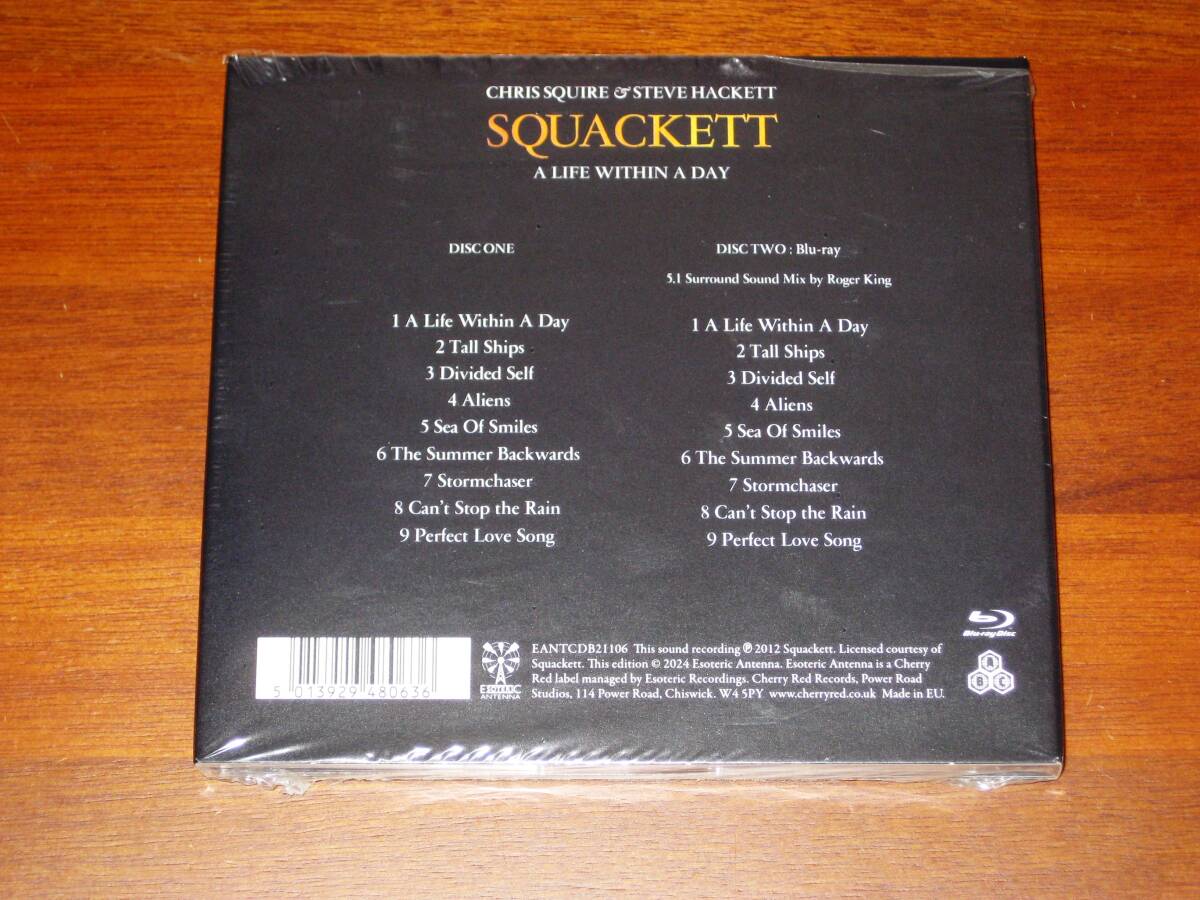 CHRIS SQUIRE & STEVE HACKETT
SQUACKETT
A LIFE WITHIN A DAY
DISC ONE
1 A Life Within A Day
2 Tall Ships
3 Divided Self
4 Aliens
5 Sea Of Smiles
6 The Summer Backwards
7 Stormchaser
8 Can't Stop the Rain
9 Perfect Love Song
DISC TWO : Blu-ray
5.1 Surround Sound Mix by Roger King
1 A Life Within A Day
2 Tall Ships
3 Divided Self
4 Aliens
5 Sea Of Smiles
6 The Summer Backwards
7 Stormchaser
8 Can't Stop the Rain
9 Perfect Love Song
5 013929 480636
ESOTERIC
ANTENNA
EANTCDB21106 This sound recording ℗ 2012 Squackett. Licensed courtesy of
Squackett. This edition © 2024 Esoteric Antenna. Esoteric Antenna is a Cherry
Red label managed by Esoteric Recordings. Cherry Red Records, Power Road
Studios, 114 Power Road, Chiswick. W4 5PY www.cherryred.co.uk Made in EU.
Blu-ray Disc
A
B C